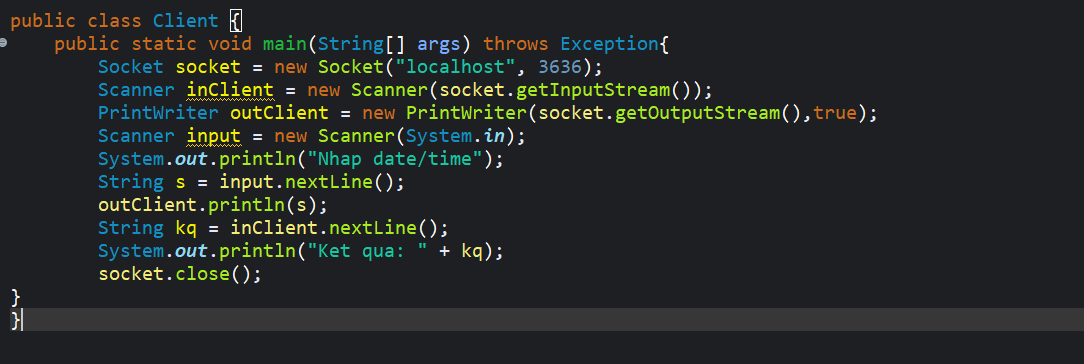 public class Client {
    public static void main(String[] args) throws Exception{
        Socket socket = new Socket("localhost", 3636);
        Scanner inClient = new Scanner(socket.getInputStream());
        PrintWriter outClient = new PrintWriter(socket.getOutputStream(),true);
        Scanner input = new Scanner(System.in);
        System.out.println("Nhap date/time");
        String s = input.nextLine();
        outClient.println(s);
        String kq = inClient.nextLine();
        System.out.println("Ket qua: " + kq);
        socket.close();
}
}